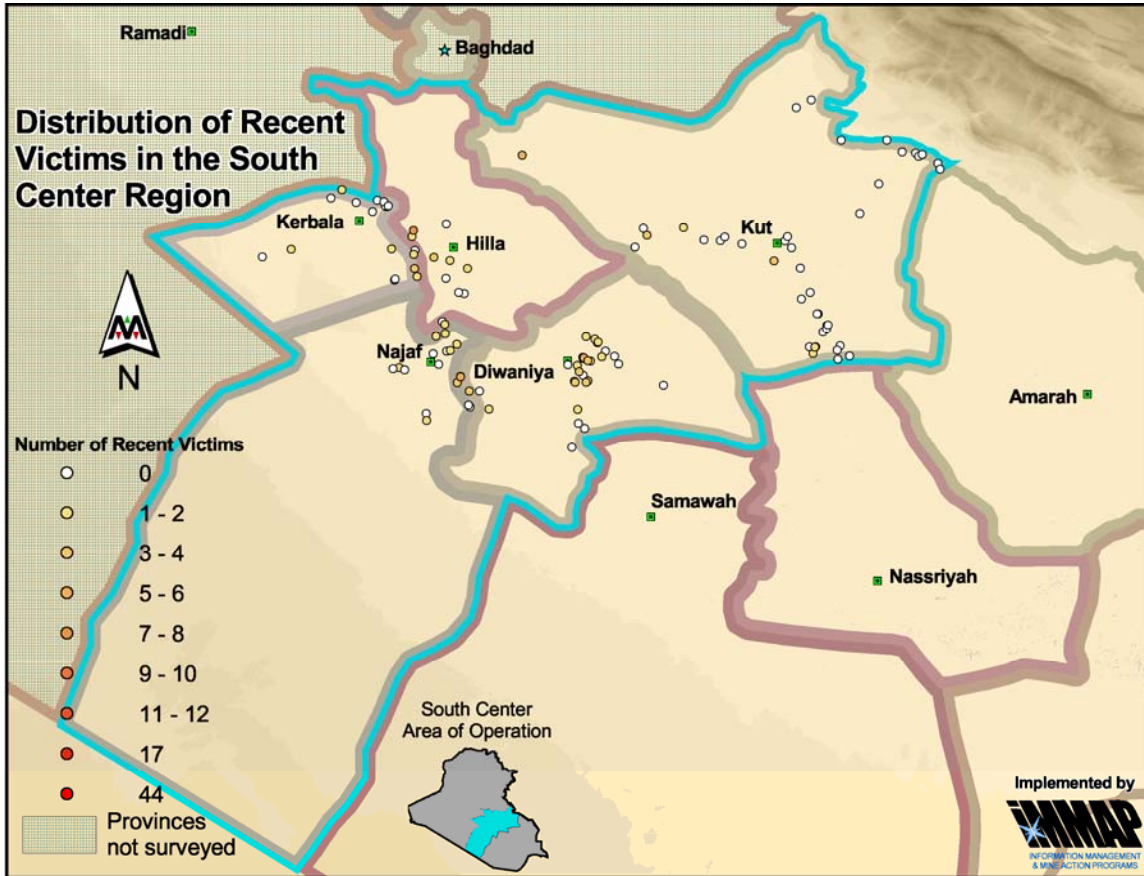 Ramadi
Baghdad
Distribution of Recent
Victims in the South
Center Region
Kerbala
Hilla
Kut
N
Najaf
Diwaniya
Amarah
Number of Recent Victims
0
1 - 2
3 - 4
5 - 6
7 - 8
9 - 10
11 - 12
17
44
Samawah
Nassriyah
South Center
Area of Operation
Provinces
not surveyed
Implemented by
iMMAP
INFORMATION MANAGEMENT
& MINE ACTION PROGRAMS